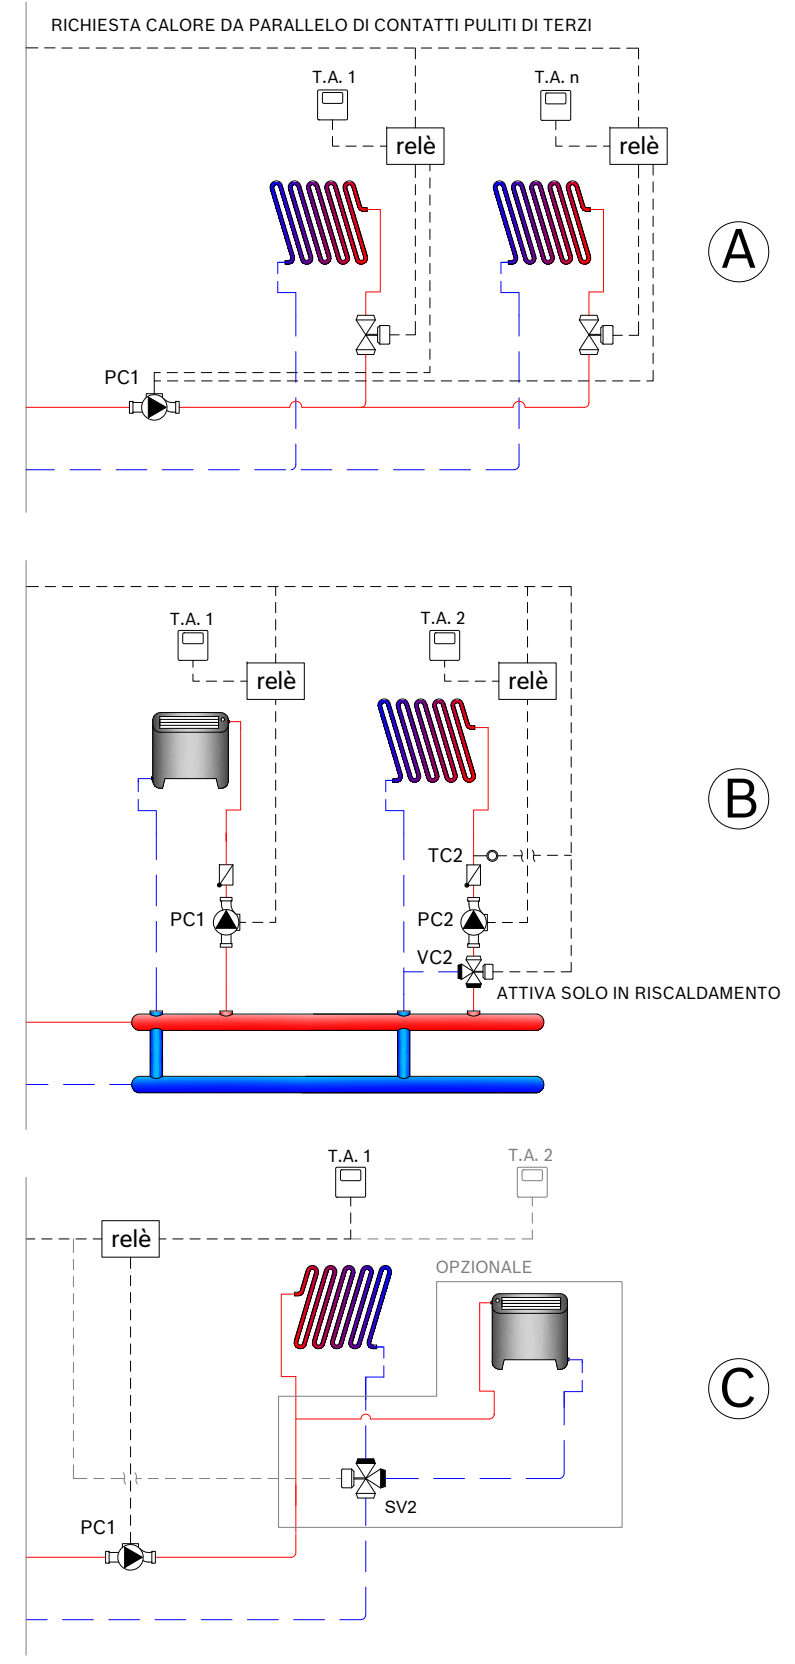 RICHIESTA CALORE DA PARALLELO DI CONTATTI PULITI DI TERZI
T.A. 1
T.A. n
relè
relè
A
PC1
T.A. 1
T.A. 2
relè
relè
B
TC2
PC1
PC2
VC2
ATTIVA SOLO IN RISCALDAMENTO
T.A. 1
T.A. 2
relè
OPZIONALE
C
SV2
PC1